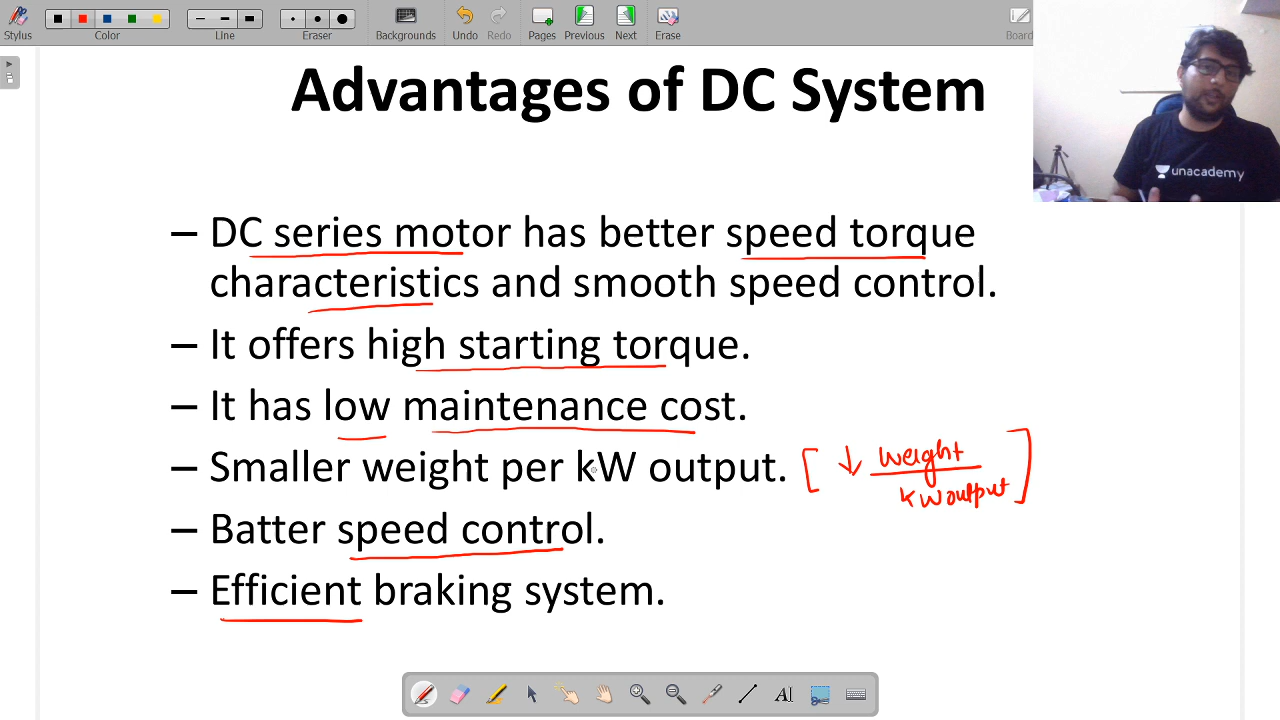 Stylus
Color
Line
Eraser
Backgrounds
Undo
Redo
Pages
Previous
Next
Erase
Board
Advantages of DC System
unacademy
– DC series motor has better speed torque
characteristics and smooth speed control.
– It offers high starting torque.
– It has low maintenance cost.
– Smaller weight per kW output. [ ↓ weight
kw output ]
– Batter speed control.
– Efficient braking system.